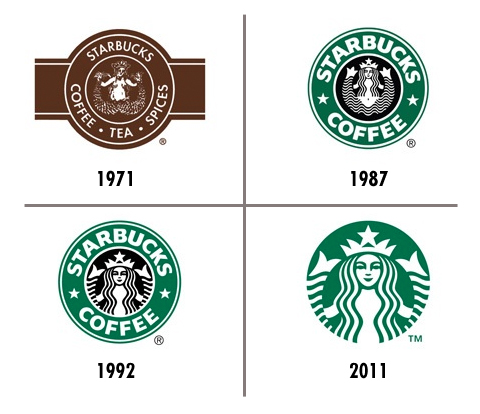 STARBUCKS
COFFEE • TEA • SPICES
®
1971
STARBUCKS
COFFEE
®
1987
STARBUCKS
COFFEE
®
1992
TM
2011